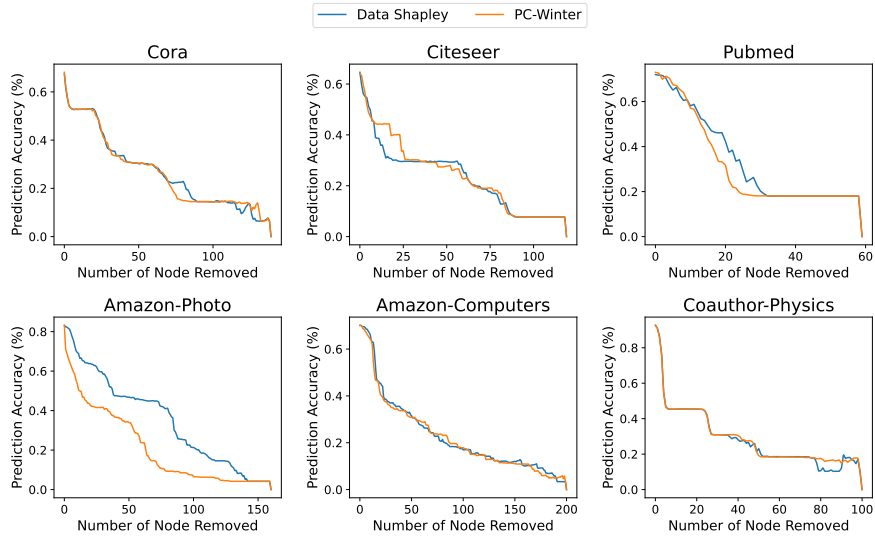 Data Shapley PC-Winter
Cora
Prediction Accuracy (%)
0.6
0.4
0.2
0.0
0 50 100
Number of Node Removed
Citeseer
Prediction Accuracy (%)
0.6
0.4
0.2
0.0
0 25 50 75 100
Number of Node Removed
Pubmed
Prediction Accuracy (%)
0.6
0.4
0.2
0.0
0 20 40 60
Number of Node Removed
Amazon-Photo
Prediction Accuracy (%)
0.8
0.6
0.4
0.2
0.0
0 50 100 150
Number of Node Removed
Amazon-Computers
Prediction Accuracy (%)
0.6
0.4
0.2
0.0
0 50 100 150 200
Number of Node Removed
Coauthor-Physics
Prediction Accuracy (%)
0.8
0.6
0.4
0.2
0.0
0 20 40 60 80 100
Number of Node Removed